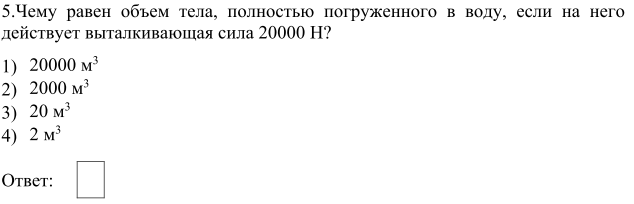 5.Чему равен объем тела, полностью погруженного в воду, если на него
действует выталкивающая сила 20000 Н?
1) 20000 м³
2) 2000 м³
3) 20 м³
4) 2 м³
Ответ: